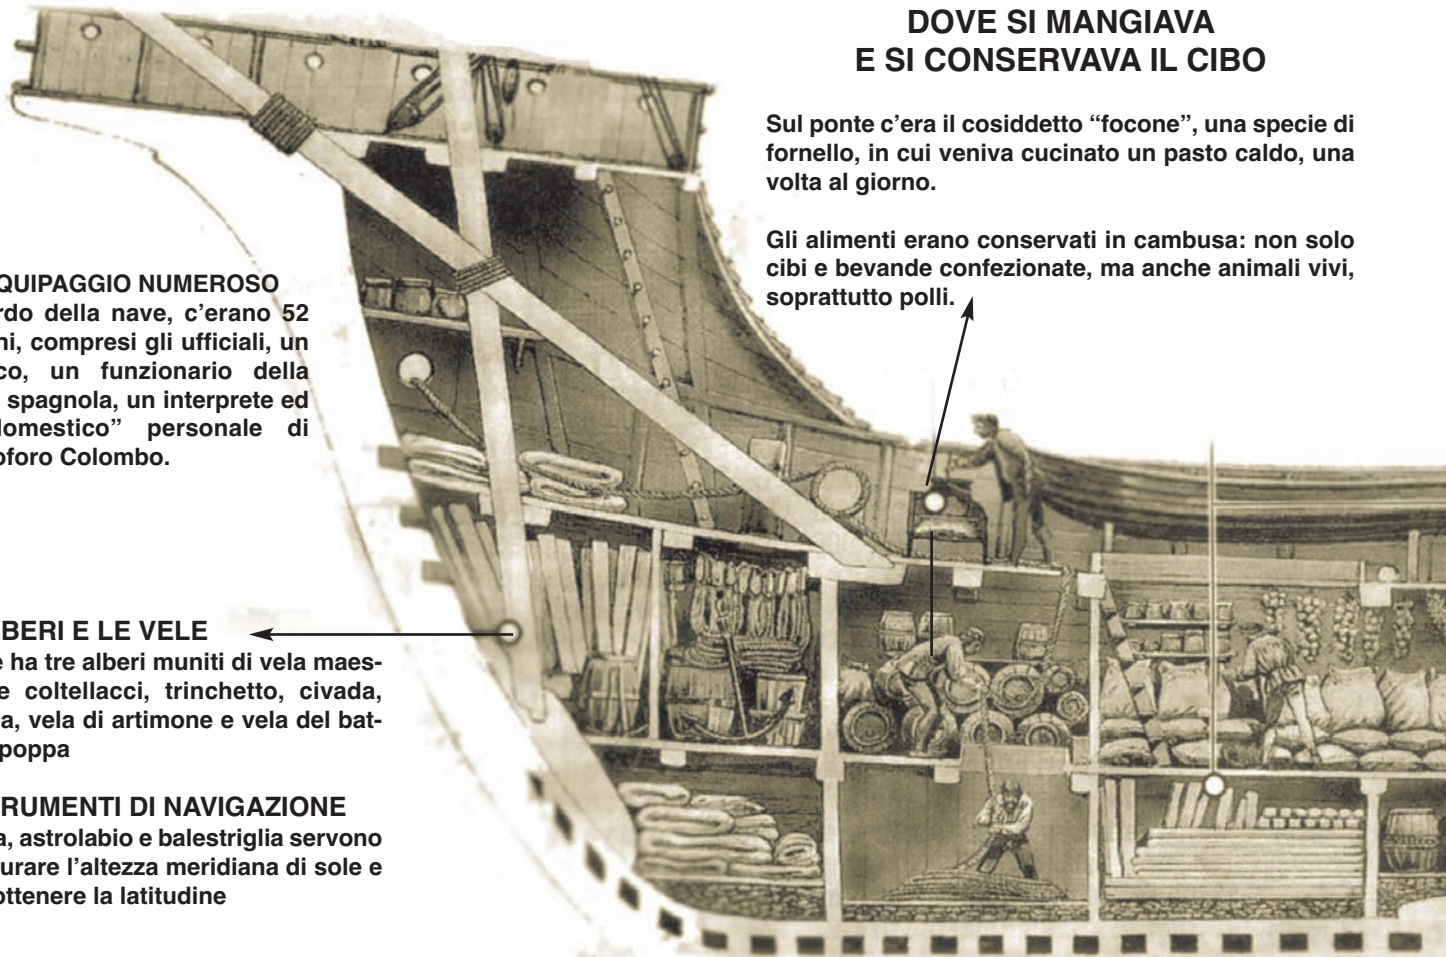 DOVE SI MANGIAVA
E SI CONSERVAVA IL CIBO
Sul ponte c’era il cosiddetto “focone”, una specie di
fornello, in cui veniva cucinato un pasto caldo, una
volta al giorno.
Gli alimenti erano conservati in cambusa: non solo
cibi e bevande confezionate, ma anche animali vivi,
soprattutto polli.
QUIPAGGIO NUMEROSO
rdo della nave, c’erano 52
ni, compresi gli ufficiali, un
co, un funzionario della
spagnola, un interprete ed
lomestico” personale di
oforo Colombo.
BERI E LE VELE
e ha tre alberi muniti di vela maes-
e coltellacci, trinchetto, civada,
a, vela di artimone e vela del bat-
poppa
RUMENTI DI NAVIGAZIONE
a, astrolabio e balestriglia servono
urare l’altezza meridiana di sole e
ottenere la latitudine